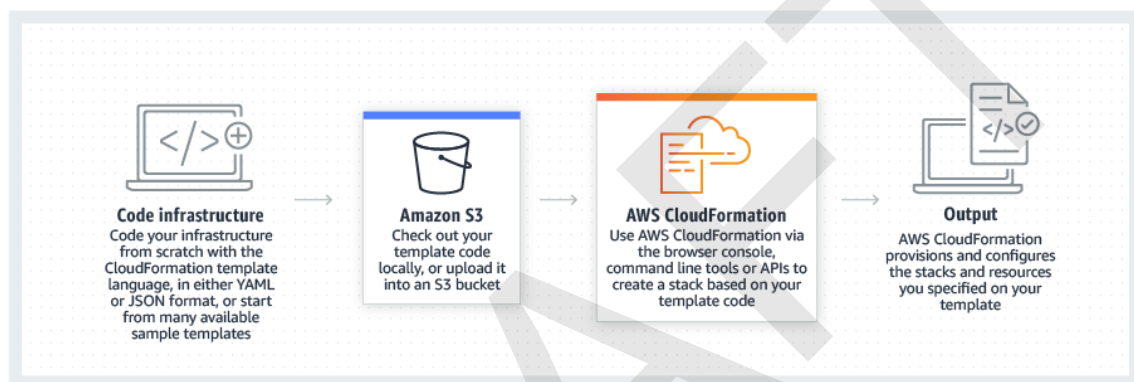 Code infrastructure
Code your infrastructure
from scratch with the
CloudFormation template
language, in either YAML
or JSON format, or start
from many available
sample templates
Amazon S3
Check out your
template code
locally, or upload it
into an S3 bucket
AWS CloudFormation
Use AWS CloudFormation via
the browser console,
command line tools or APIs to
create a stack based on your
template code
Output
AWS CloudFormation
provisions and configures
the stacks and resources
you specified on your
template